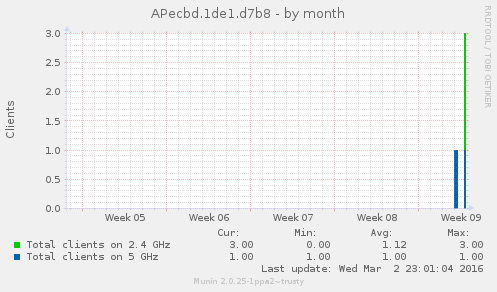 APecbd.1de1.d7b8 - by month
RRDTOOL / TOBI OETIKER
Clients
3.0
2.5
2.0
1.5
1.0
0.5
0.0
Week 05 Week 06 Week 07 Week 08 Week 09
Cur: Min: Avg: Max:
Total clients on 2.4 GHz 3.00 0.00 1.12 3.00
Total clients on 5 GHz 1.00 1.00 1.00 1.00
Last update: Wed Mar 2 23:01:04 2016
Munin 2.0.25-1ppa2~trusty